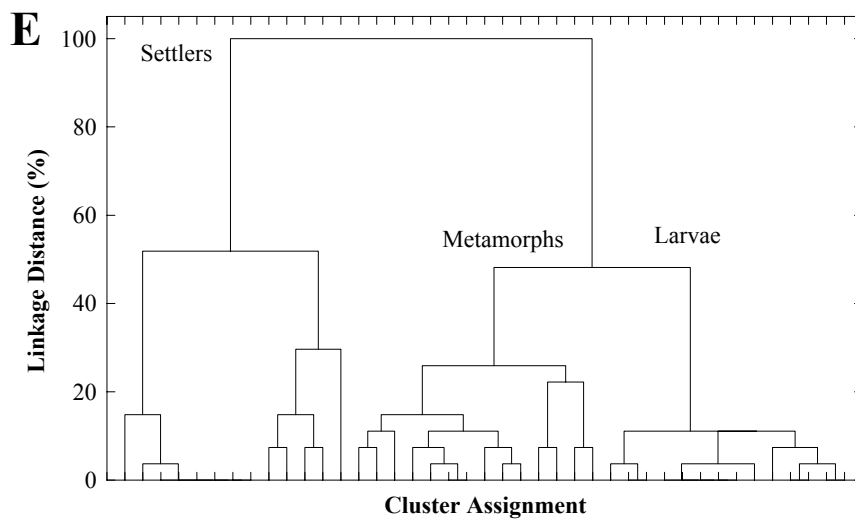 E
100
Settlers
80
60
Metamorphs
Larvae
40
20
0
Linkage Distance (%)
Cluster Assignment